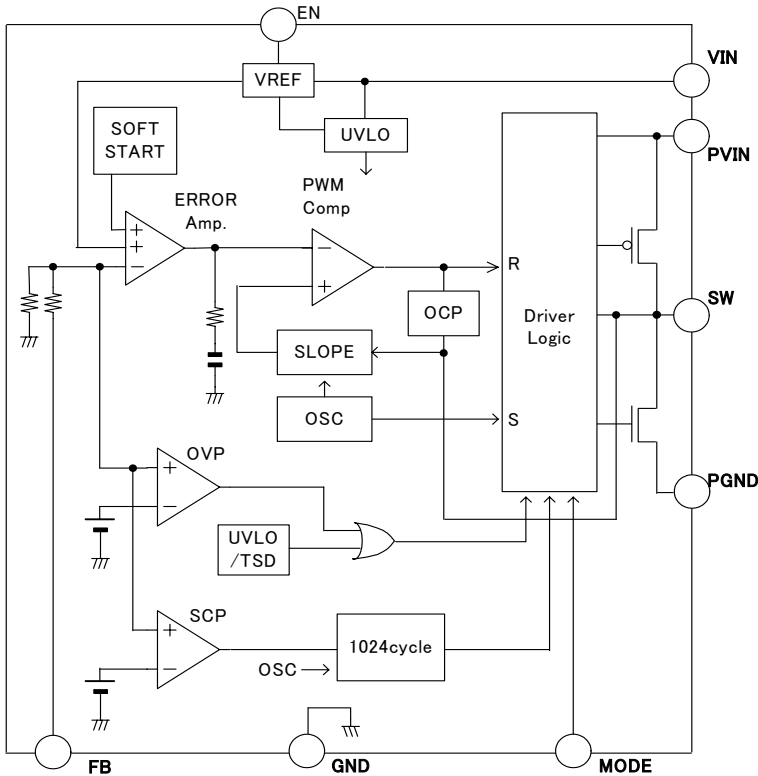 EN
VIN
VREF
SOFT
START
UVLO
PVIN
ERROR
Amp.
PWM
Comp
+
+
−
−
+
R
SW
OCP
Driver
Logic
SLOPE
OSC
S
OVP
+
−
PGND
UVLO
/TSD
SCP
+
−
1024cycle
OSC
FB
GND
MODE